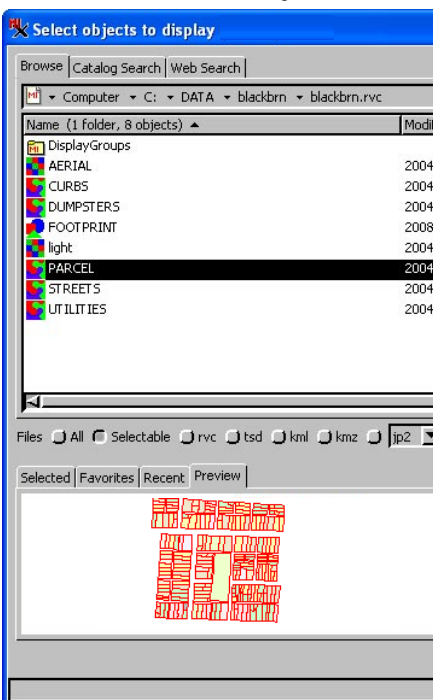 Select objects to display
Browse Catalog Search Web Search
Computer C: DATA blackbrn blackbrn.rvc
Name (1 folder, 8 objects) Modif
DisplayGroups
AERIAL 2004
CURBS 2004
DUMPSTERS 2004
FOOTPRINT 2008
light 2004
PARCEL 2004
STREETS 2004
UTILITIES 2004
Files All Selectable rvc tsd kml kmz jp2
Selected Favorites Recent Preview